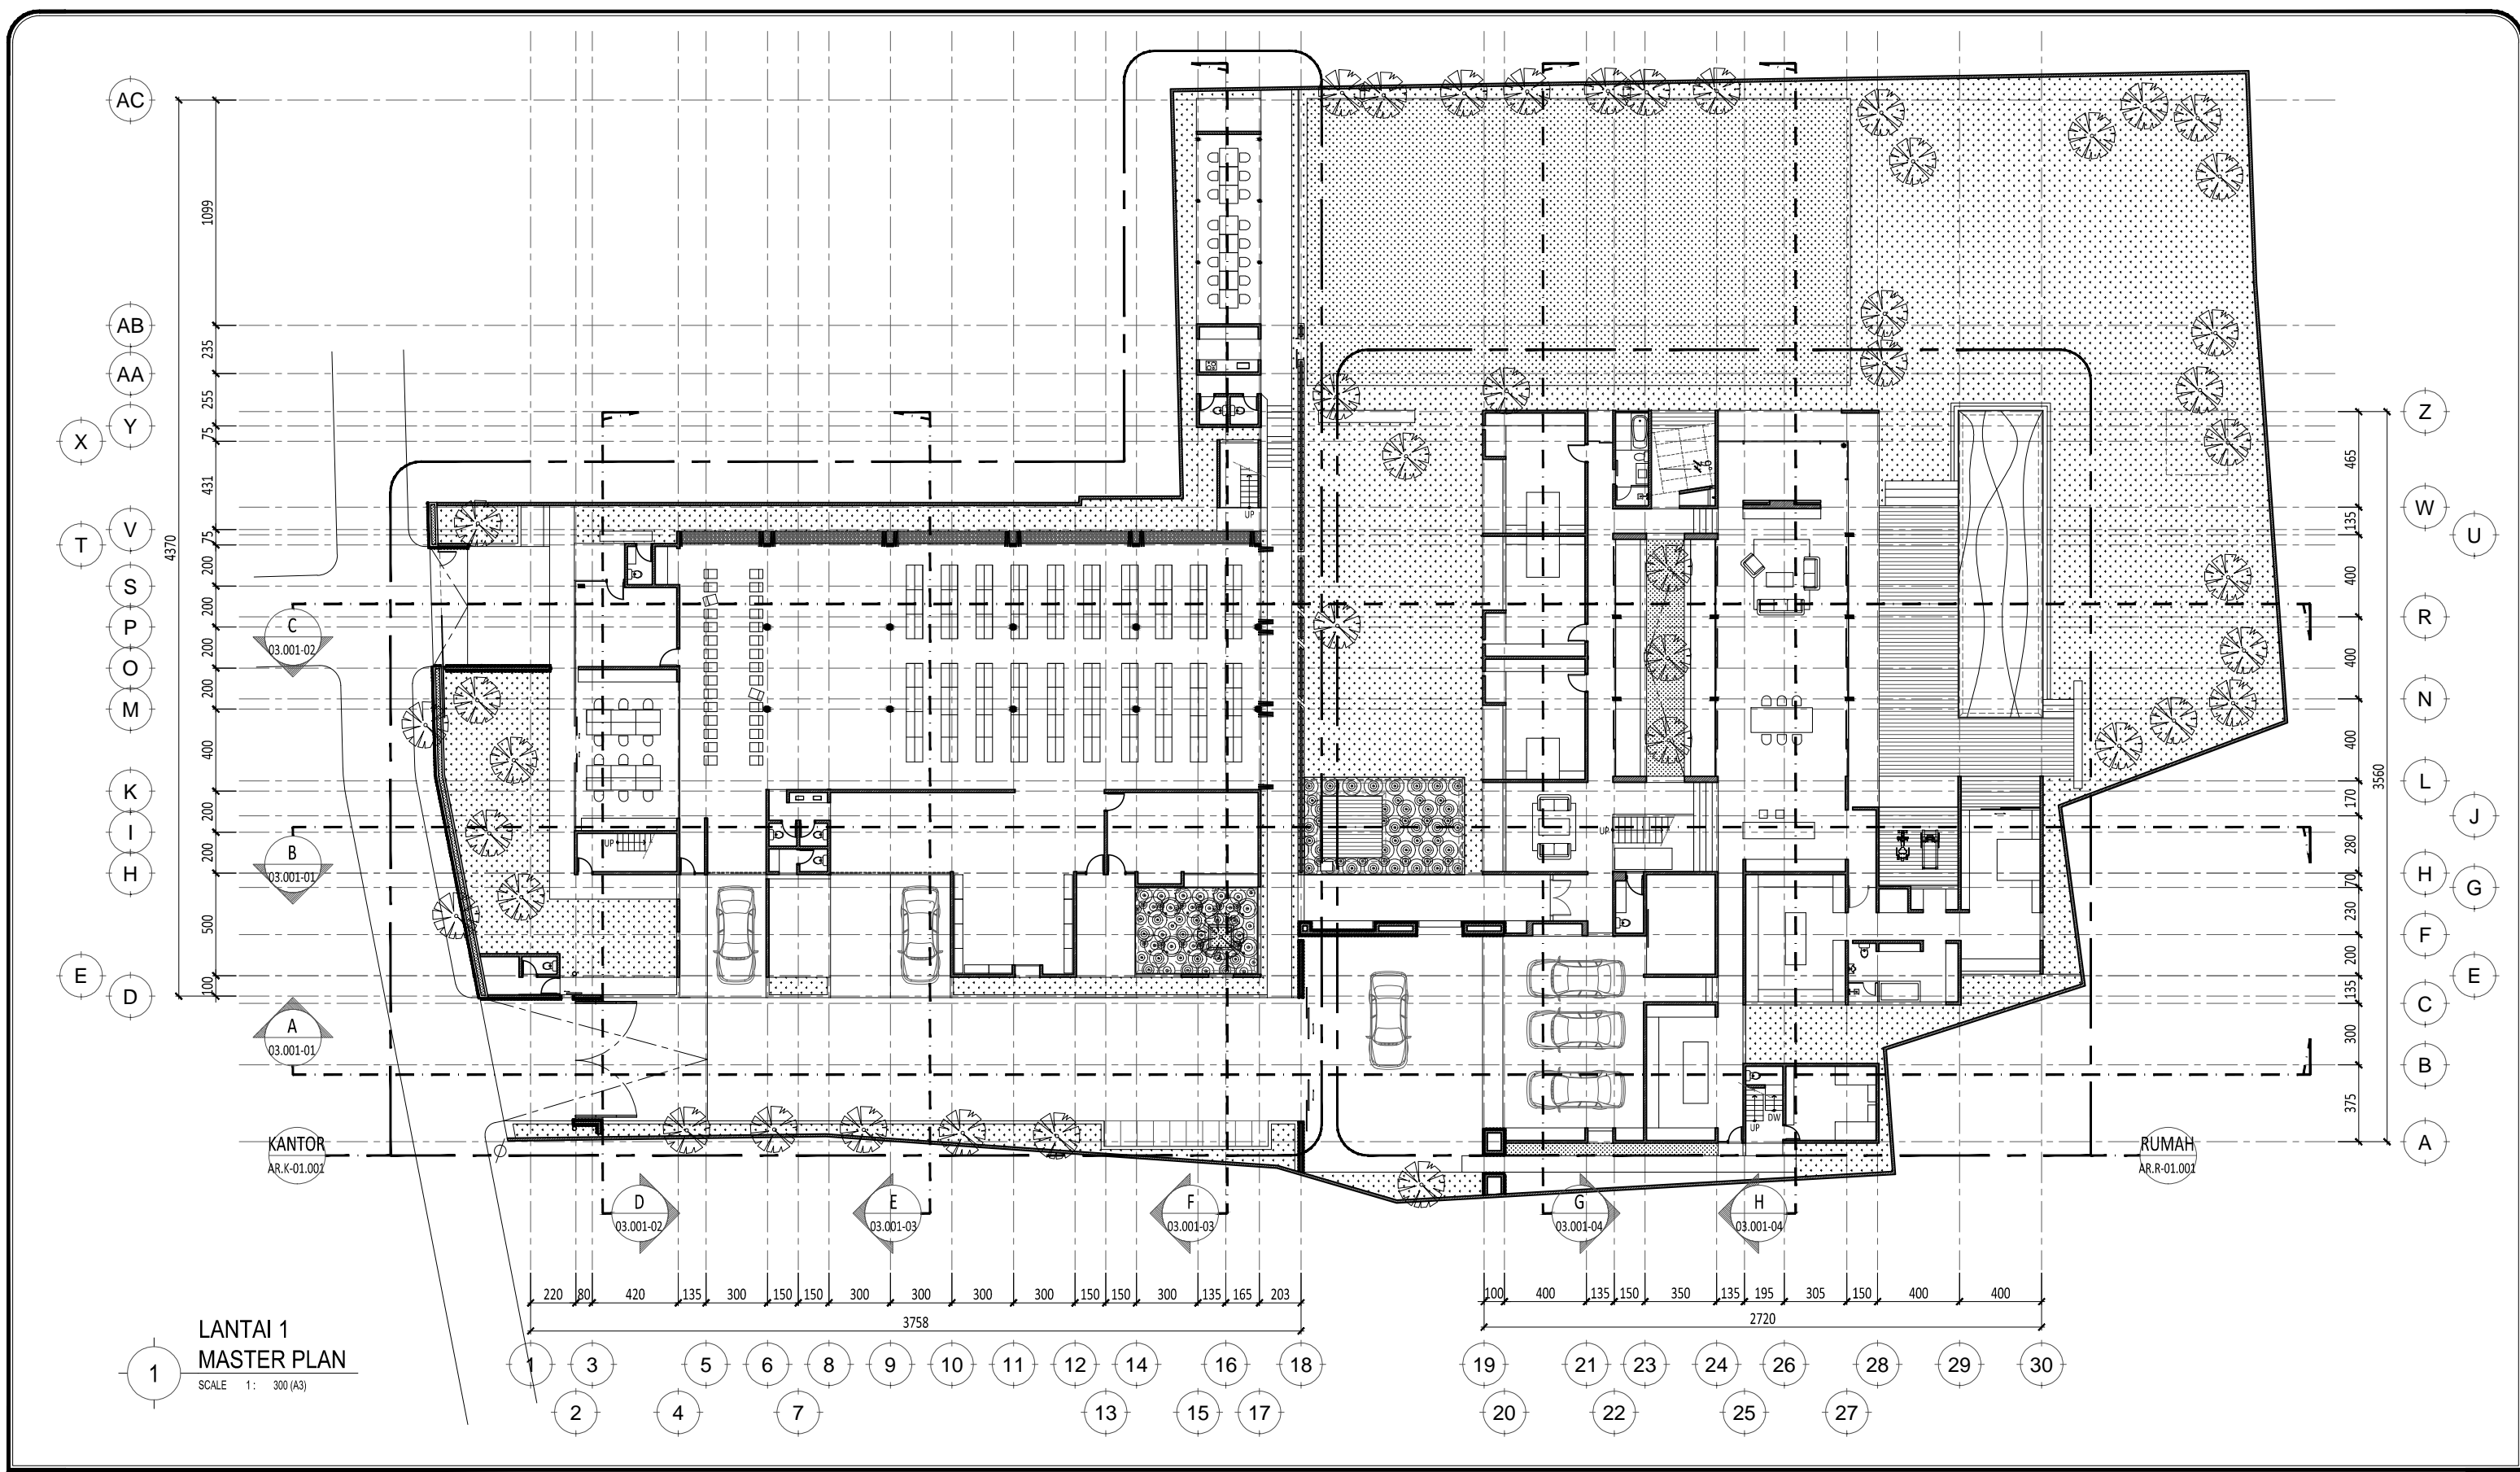 AC
AB
AA
Y
X
V
T
S
P
O
M
K
I
H
E
D
4370
1099
235
255
75
431
75
200
200
200
200
400
200
200
500
100
C
03.001-02
B
03.001-01
A
03.001-01
KANTOR
AR.K-01.001
UP
UP
UP
UP
DW
Z
W
U
R
N
L
J
H
G
F
E
C
B
A
465
135
400
400
400
170
280
70
230
200
135
300
375
3560
RUMAH
AR.R-01.001
D
03.001-02
E
03.001-03
F
03.001-03
G
03.001-04
H
03.001-04
220 80 420 135 300 150 150 300 300 300 300 150 150 300 135 165 203
3758
100 400 135 150 350 135 195 305 150 400 400
2720
1 3 5 6 8 9 10 11 12 14 16 18 19 21 23 24 26 28 29 30
2 4 7 13 15 17 20 22 25 27
1
LANTAI 1
MASTER PLAN
SCALE 1 : 300 (A3)